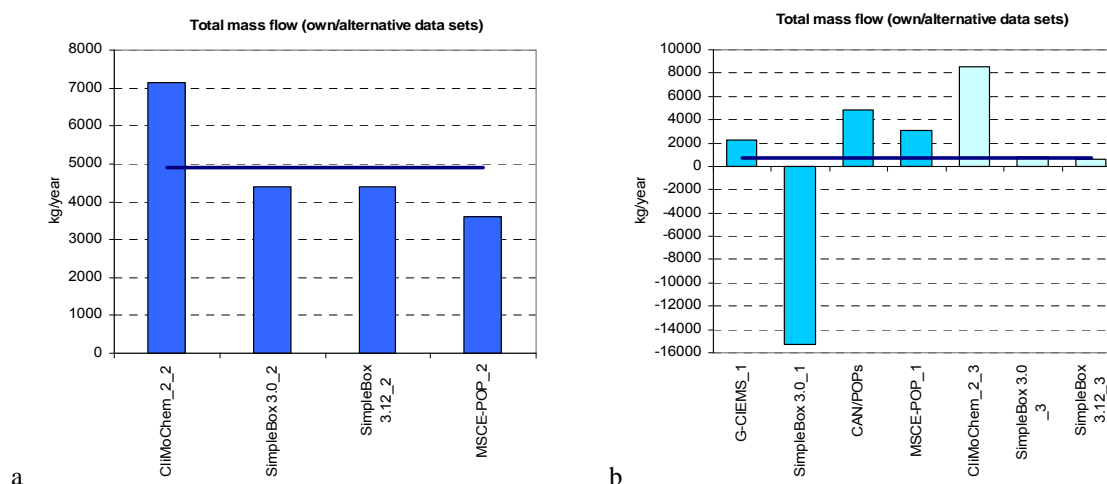 Total mass flow (own/alternative data sets)
8000
7000
6000
5000
4000
3000
2000
1000
0
kg/year
CliMoChem_2_2
SimpleBox 3.0_2
SimpleBox
3.12_2
MSCE-POP_2
a
Total mass flow (own/alternative data sets)
10000
8000
6000
4000
2000
0
-2000
-4000
-6000
-8000
-10000
-12000
-14000
-16000
kg/year
G-CIEMS_1
SimpleBox 3.0_1
CAN/POPs
MSCE-POP_1
CliMoChem_2_3
SimpleBox 3.0
_3
SimpleBox
3.12_3
b